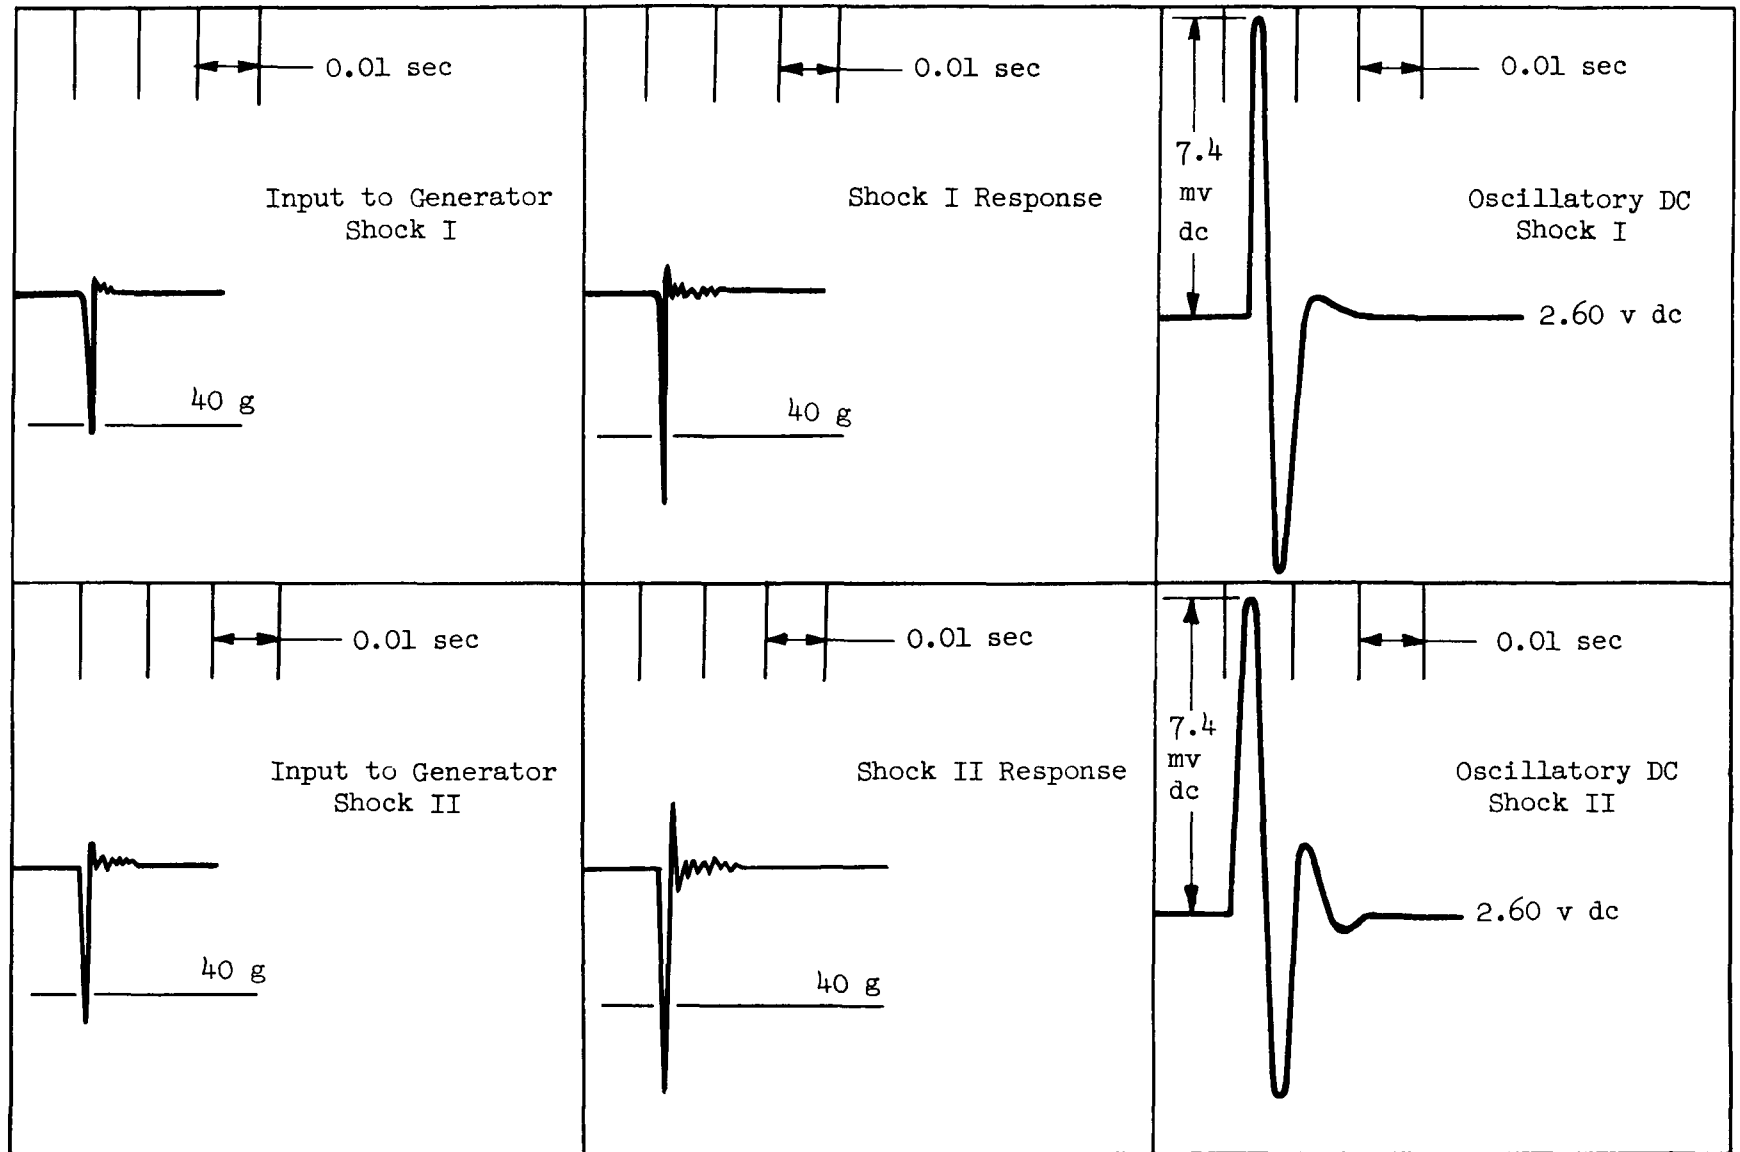 0.01 sec
Input to Generator
Shock I
40 g
0.01 sec
Shock I Response
40 g
0.01 sec
7.4
mv
dc
Oscillatory DC
Shock I
2.60 v dc
0.01 sec
Input to Generator
Shock II
40 g
0.01 sec
Shock II Response
40 g
0.01 sec
7.4
mv
dc
Oscillatory DC
Shock II
2.60 v dc